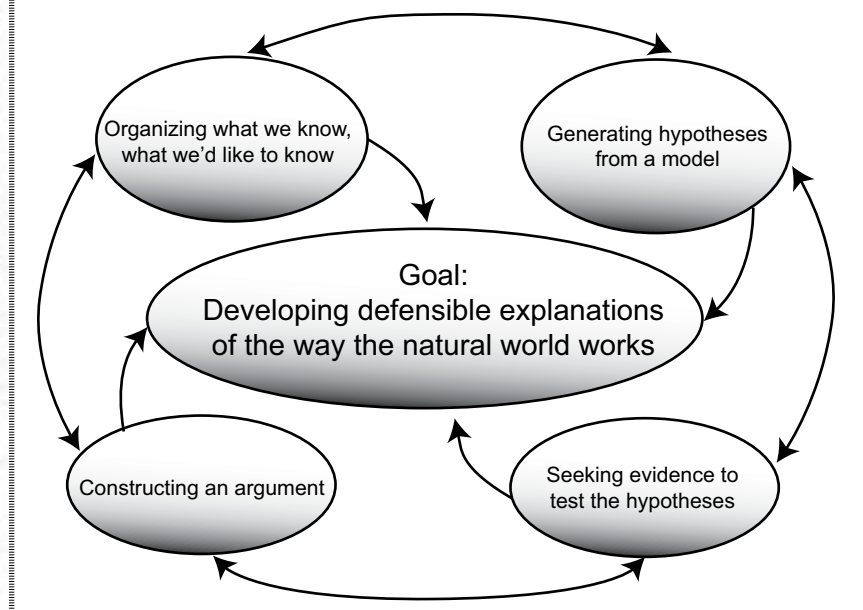 Organizing what we know,
what we'd like to know
Generating hypotheses
from a model
Goal:
Developing defensible explanations
of the way the natural world works
Constructing an argument
Seeking evidence to
test the hypotheses